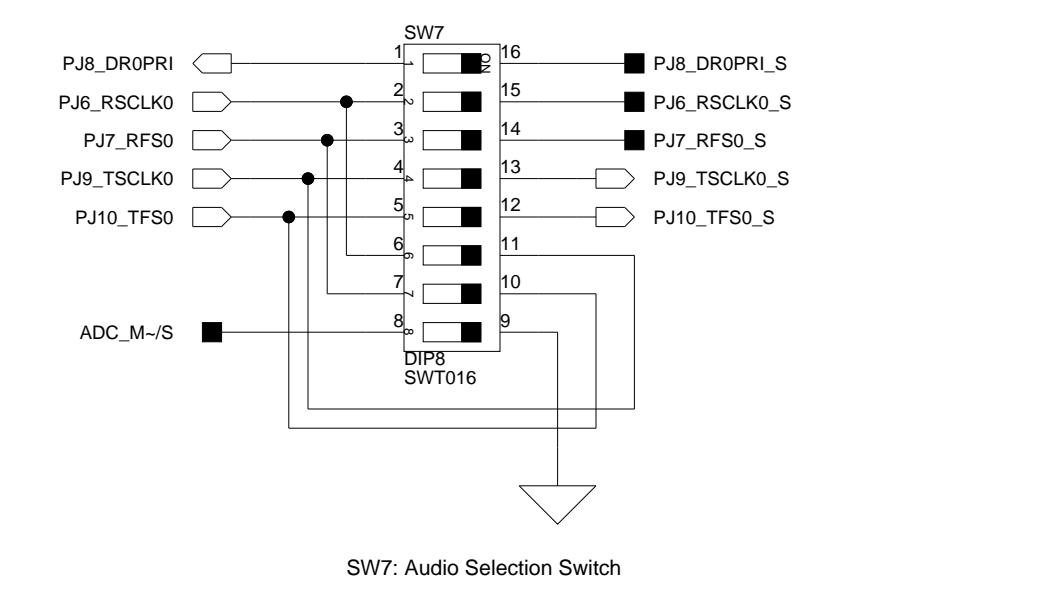 SW7
PJ8_DR0PRI 1 1 ON 16 PJ8_DR0PRI_S
PJ6_RSCLK0 2 2 15 PJ6_RSCLK0_S
PJ7_RFS0 3 3 14 PJ7_RFS0_S
PJ9_TSCLK0 4 4 13 PJ9_TSCLK0_S
PJ10_TFS0 5 5 12 PJ10_TFS0_S
6 6 11
7 7 10
ADC_M~/S 8 8 9
DIP8
SWT016
SW7: Audio Selection Switch